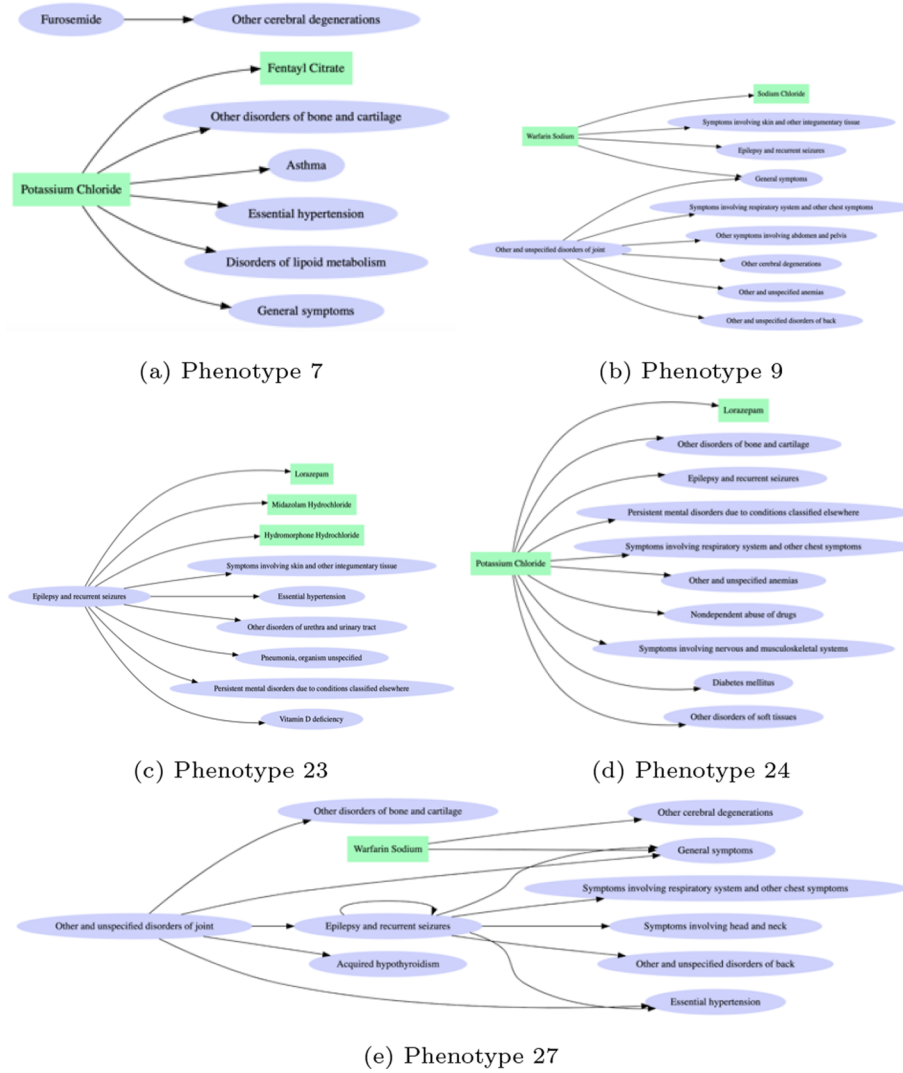 Furosemide
Other cerebral degenerations
Fentayl Citrate
Other disorders of bone and cartilage
Asthma
Potassium Chloride
Essential hypertension
Disorders of lipoid metabolism
General symptoms
(a) Phenotype 7
Sodium Chloride
Symptoms involving skin and other integumentary tissue
Warfarin Sodium
Epilepsy and recurrent seizures
General symptoms
Symptoms involving respiratory system and other chest symptoms
Other symptoms involving abdomen and pelvis
Other and unspecified disorders of joint
Other cerebral degenerations
Other and unspecified anemias
Other and unspecified disorders of back
(b) Phenotype 9
Lorazepam
Midazolam Hydrochloride
Hydromorphone Hydrochloride
Symptoms involving skin and other integumentary tissue
Epilepsy and recurrent seizures
Essential hypertension
Other disorders of urethra and urinary tract
Pneumonia, organism unspecified
Persistent mental disorders due to conditions classified elsewhere
Vitamin D deficiency
(c) Phenotype 23
Lorazepam
Other disorders of bone and cartilage
Epilepsy and recurrent seizures
Persistent mental disorders due to conditions classified elsewhere
Symptoms involving respiratory system and other chest symptoms
Potassium Chloride
Other and unspecified anemias
Nondependent abuse of drugs
Symptoms involving nervous and musculoskeletal systems
Diabetes mellitus
Other disorders of soft tissues
(d) Phenotype 24
Other disorders of bone and cartilage
Other cerebral degenerations
Warfarin Sodium
General symptoms
Symptoms involving respiratory system and other chest symptoms
Other and unspecified disorders of joint
Epilepsy and recurrent seizures
Symptoms involving head and neck
Acquired hypothyroidism
Other and unspecified disorders of back
Essential hypertension
(e) Phenotype 27